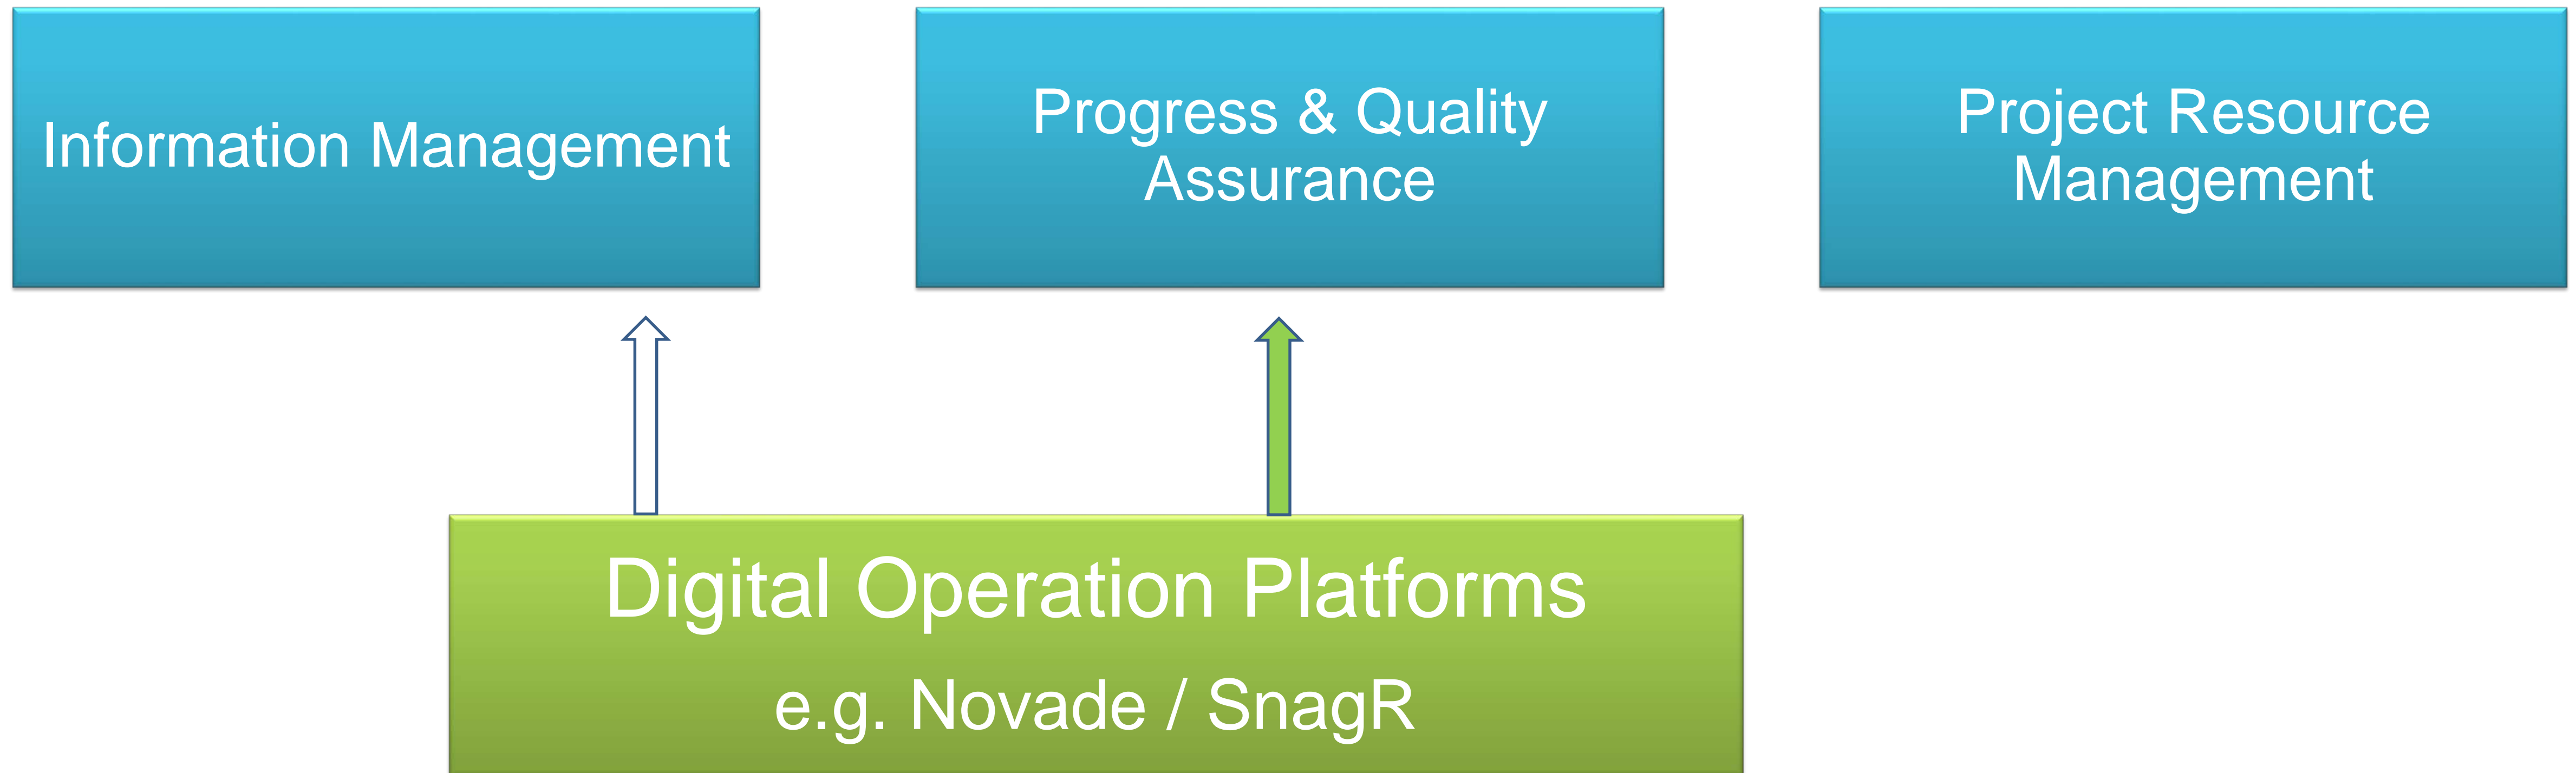 Information Management
Progress & Quality
Assurance
Project Resource
Management
Digital Operation Platforms
e.g. Novade / SnagR